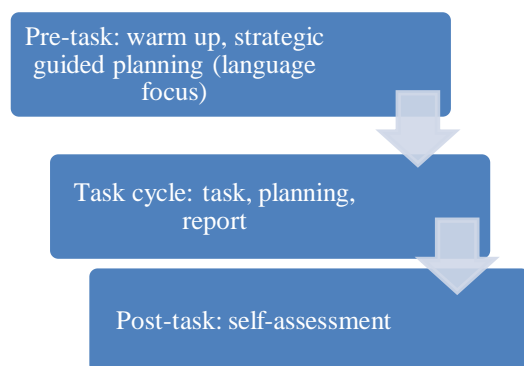 Pre-task: warm up, strategic
guided planning (language
focus)
Task cycle: task, planning,
report
Post-task: self-assessment